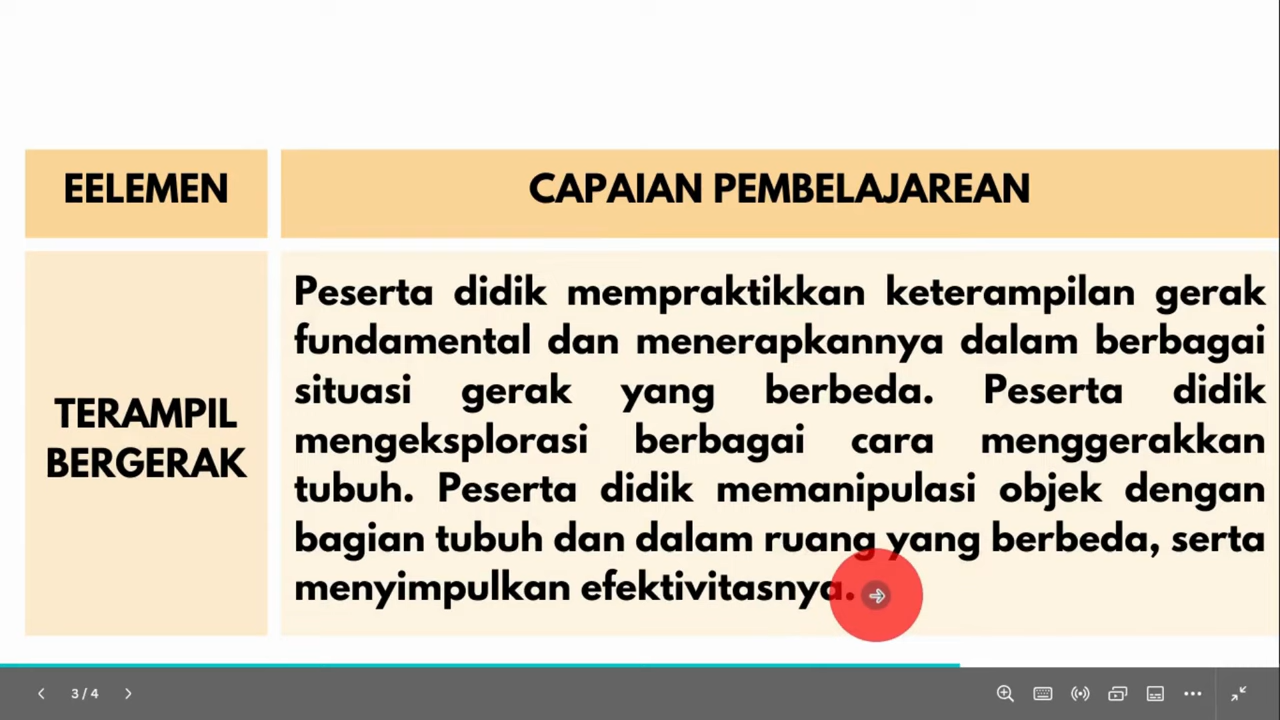 EELEMEN
CAPAIAN PEMBELAJAREAN
TERAMPIL
BERGERAK
Peserta didik mempraktikkan keterampilan gerak
fundamental dan menerapkannya dalam berbagai
situasi gerak yang berbeda. Peserta didik
mengeksplorasi berbagai cara menggerakkan
tubuh. Peserta didik memanipulasi objek dengan
bagian tubuh dan dalam ruang yang berbeda, serta
menyimpulkan efektivitasnya.
3 / 4